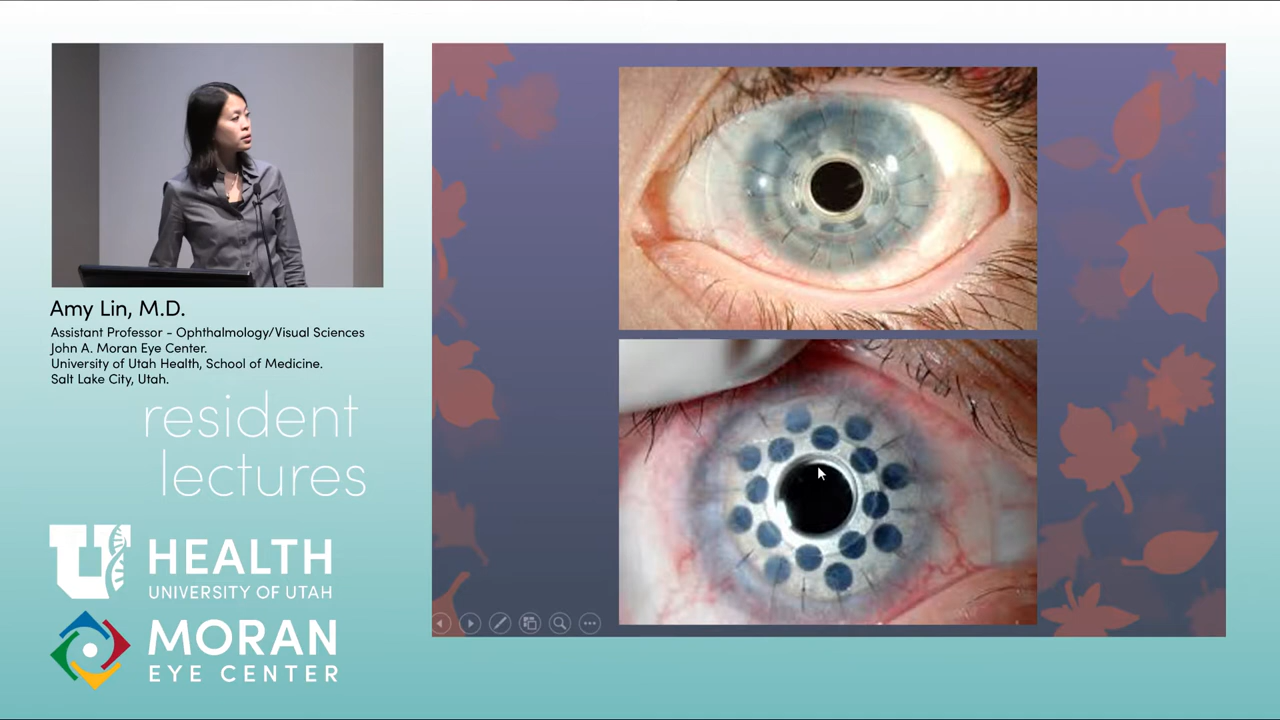 Amy Lin, M.D.
Assistant Professor - Ophthalmology/Visual Sciences
John A. Moran Eye Center.
University of Utah Health, School of Medicine.
Salt Lake City, Utah.
resident
lectures
U HEALTH
UNIVERSITY OF UTAH
MORAN
EYE CENTER